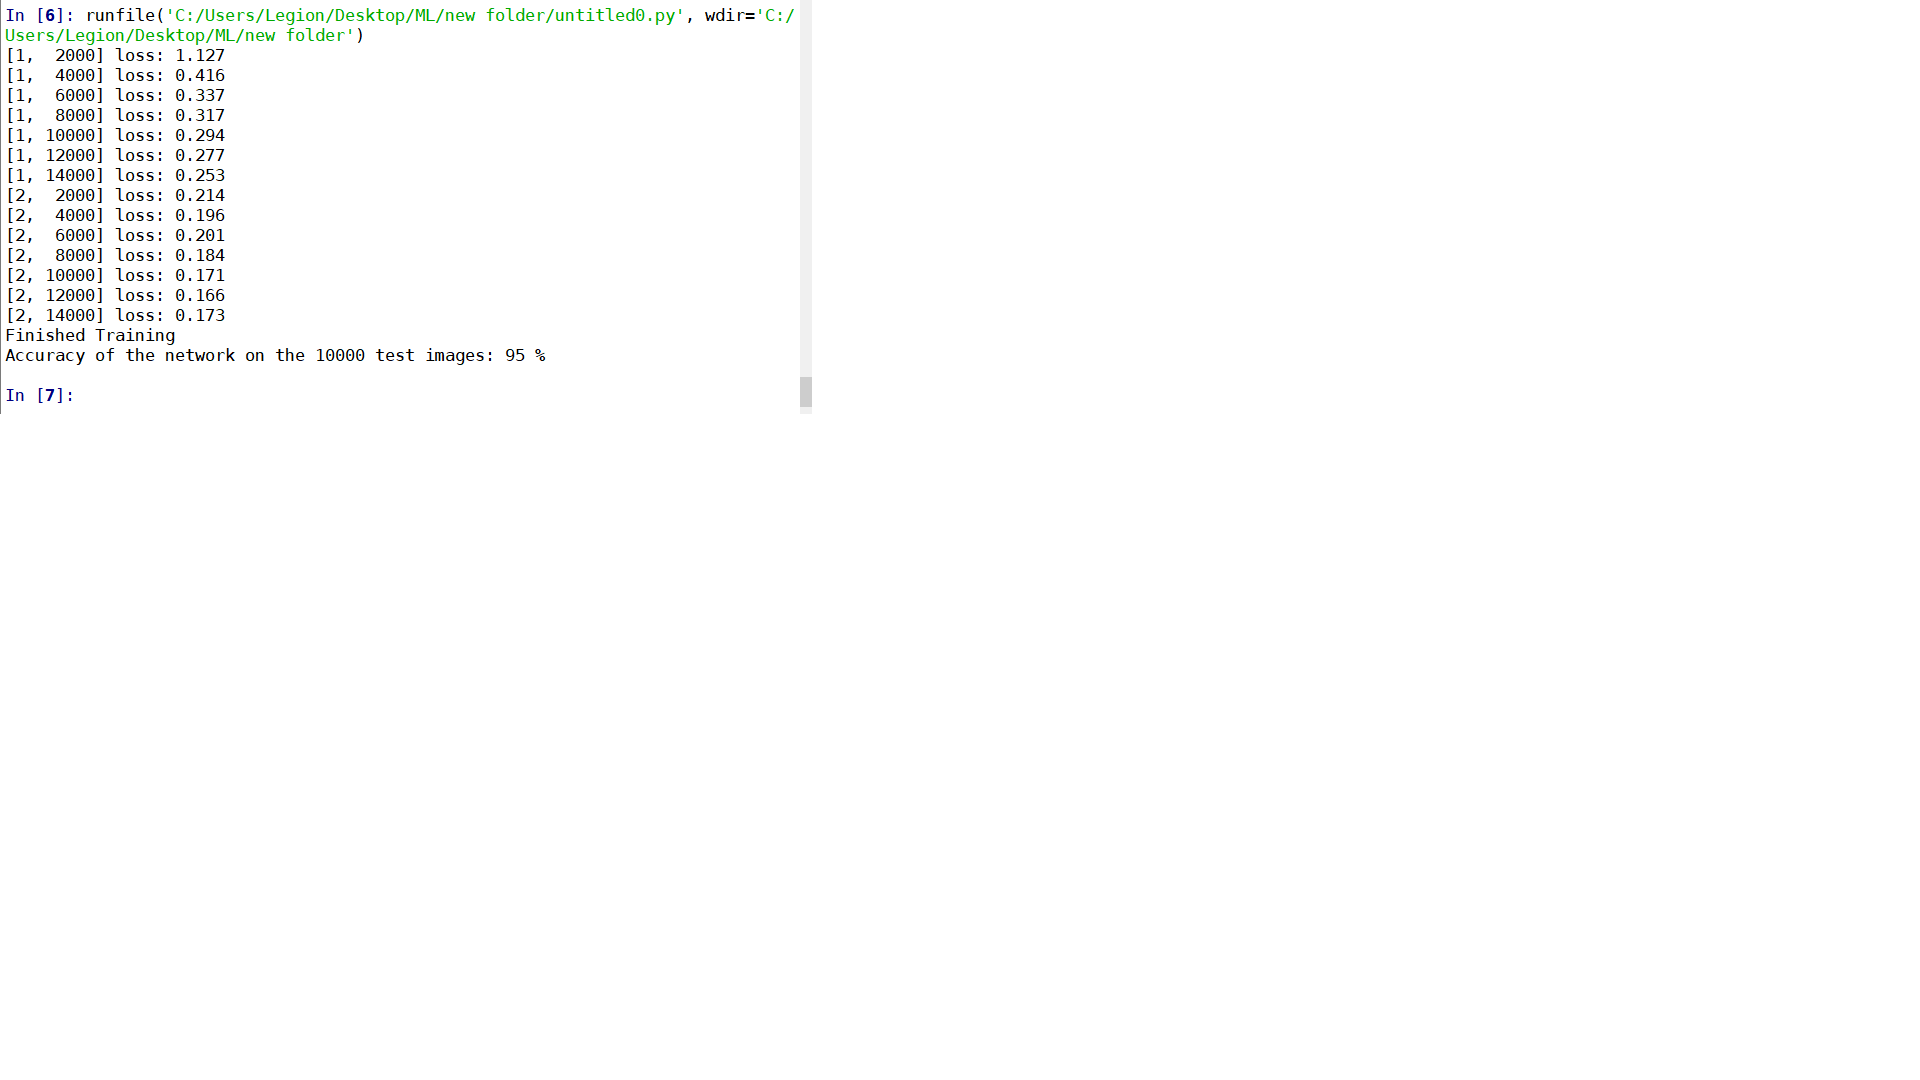 In [6]: runfile('C:/Users/Legion/Desktop/ML/new folder/untitled0.py', wdir='C:/
Users/Legion/Desktop/ML/new folder')
[1,  2000] loss: 1.127
[1,  4000] loss: 0.416
[1,  6000] loss: 0.337
[1,  8000] loss: 0.317
[1, 10000] loss: 0.294
[1, 12000] loss: 0.277
[1, 14000] loss: 0.253
[2,  2000] loss: 0.214
[2,  4000] loss: 0.196
[2,  6000] loss: 0.201
[2,  8000] loss: 0.184
[2, 10000] loss: 0.171
[2, 12000] loss: 0.166
[2, 14000] loss: 0.173
Finished Training
Accuracy of the network on the 10000 test images: 95 %
In [7]: